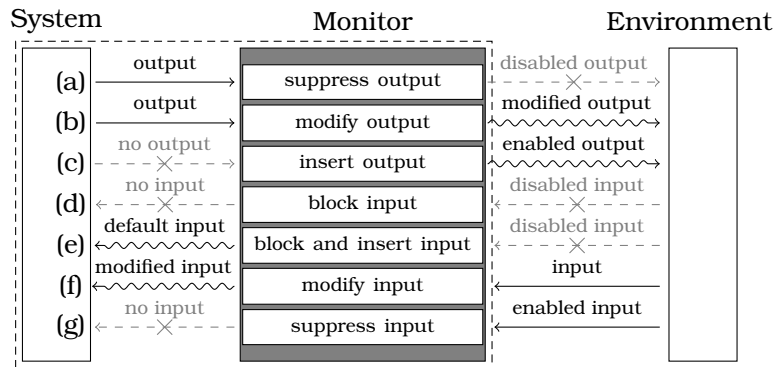 System Monitor Environment
(a) output suppress output disabled output
(b) output modify output modified output
(c) no output insert output enabled output
(d) no input block input disabled input
(e) default input block and insert input disabled input
(f) modified input modify input input
(g) no input suppress input enabled input